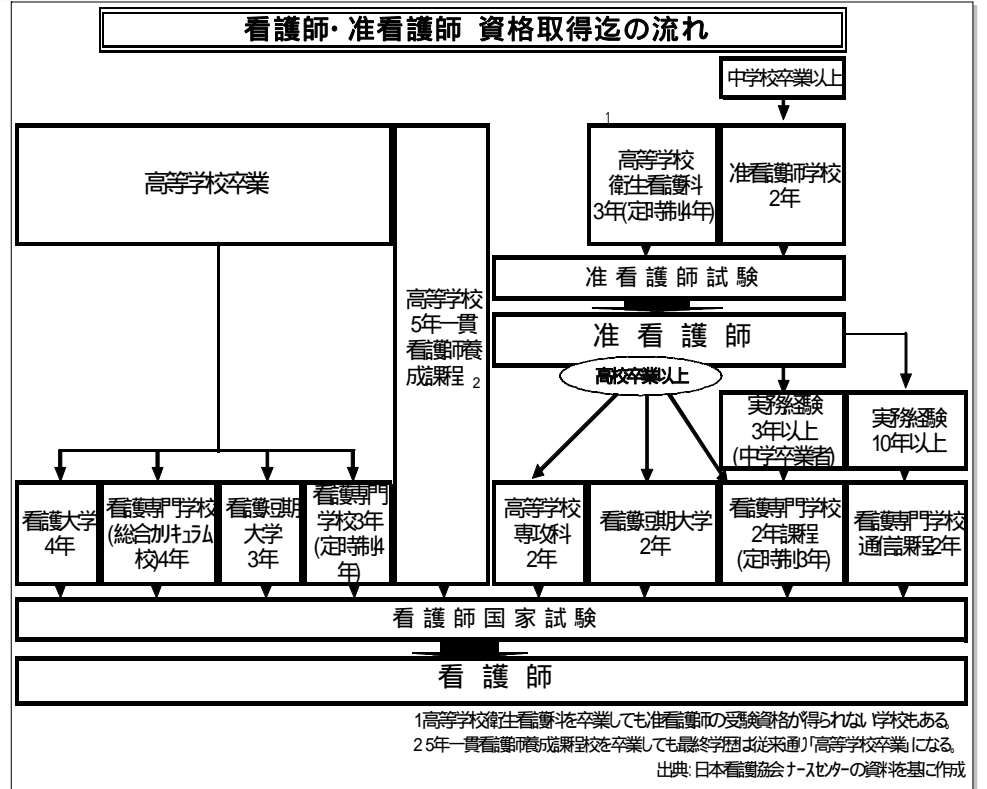 看護師･准看護師 資格取得迄の流れ
中学校卒業以上
高等学校卒業
高等学校
5年一貫
看護師養
成課程 2
1
高等学校
衛生看護科
3年(定時制4年)
准看護師学校
2年
准看護師試験
准看護師
高校卒業以上
実務経験
3年以上
(中学卒業者)
実務経験
10年以上
看護大学
4年
看護専門学校
(総合カリキュラム
校)4年
看護短期
大学
3年
看護専門
学校3年
(定時制4
年)
高等学校
専攻科
2年
看護短期大学
2年
看護専門学校
2年課程
(定時制3年)
看護専門学校
通信課程2年
看護師国家試験
看護師
1高等学校衛生看護科を卒業しても准看護師の受験資格が得られない学校もある。
2 5年一貫看護師養成課程校を卒業しても最終学歴は従来通り｢高等学校卒業｣になる。
出典:日本看護協会ナースセンターの資料を基に作成